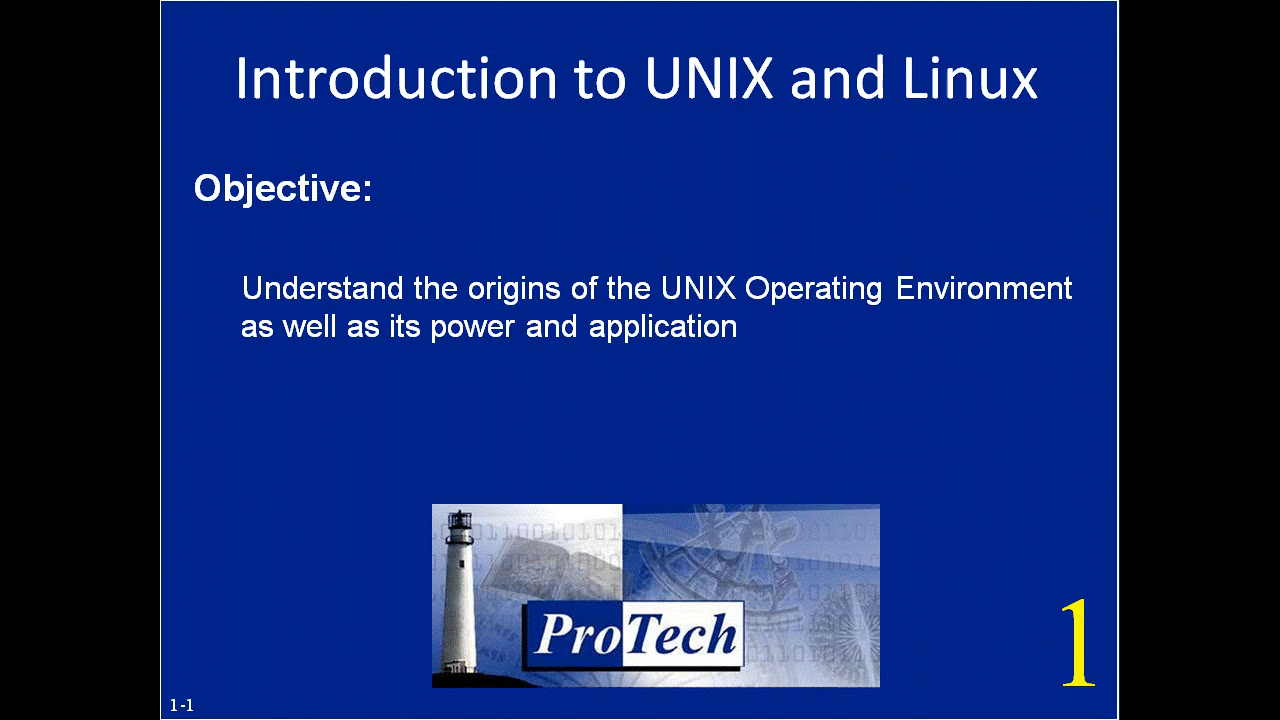 Introduction to UNIX and Linux
Objective:
Understand the origins of the UNIX Operating Environment
as well as its power and application
ProTech
1
1-1